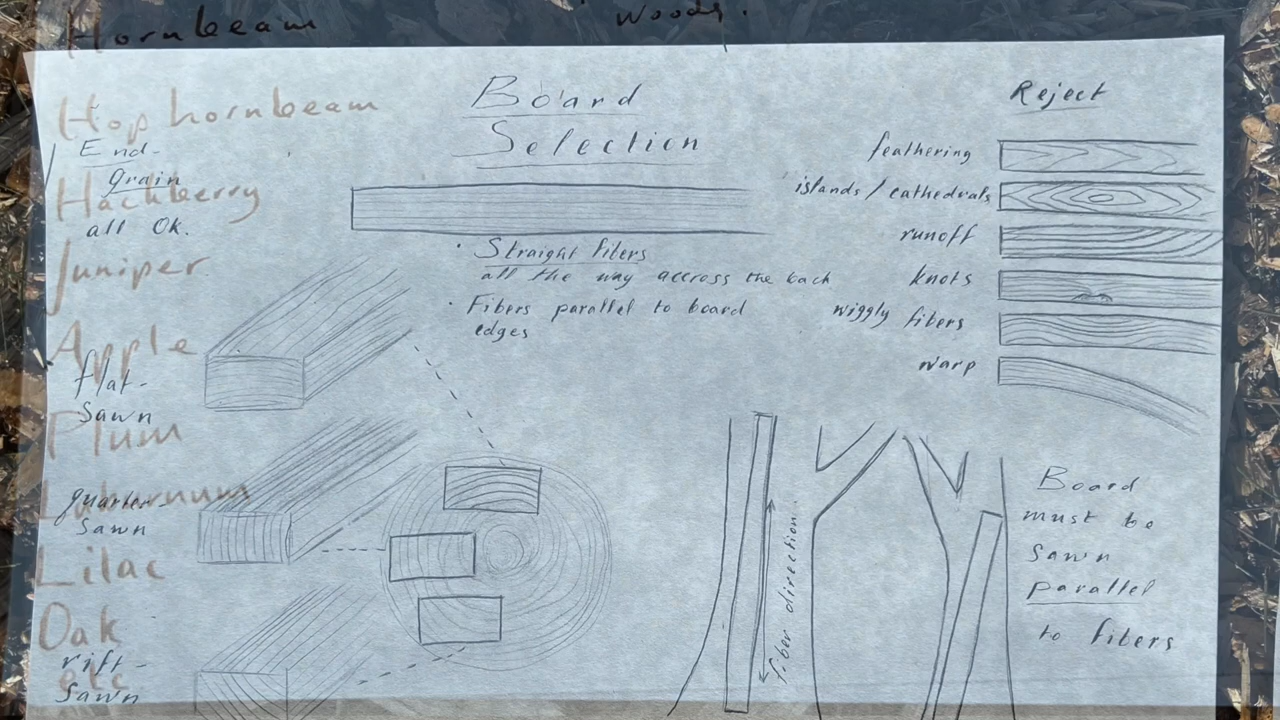 Hornbeam
woods.
Hop hornbeam
Hackberry
Juniper
Apple
Plum
Laburnum
Lilac
Oak
etc.
Board
Selection
End-
grain
all OK.
flat-
sawn
quarter-
sawn
rift-
sawn
• Straight fibers
all the way accross the back
• Fibers parallel to board
edges
Reject
feathering
islands/cathedrals
runoff
knots
wiggly fibers
warp
fiber direction
Board
must be
sawn
parallel
to fibers